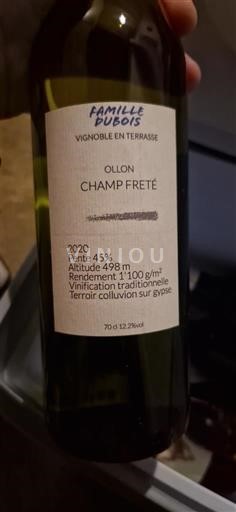 FAMILLE
DUBOIS
VIGNOBLE EN TERRASSE
OLLON
CHAMP FRETÉ
2020
Pente 45%
Altitude 498 m
Rendement 1'100 g/m²
Vinification traditionnelle
Terroir colluvion sur gypse
70 cl 12.2%vol